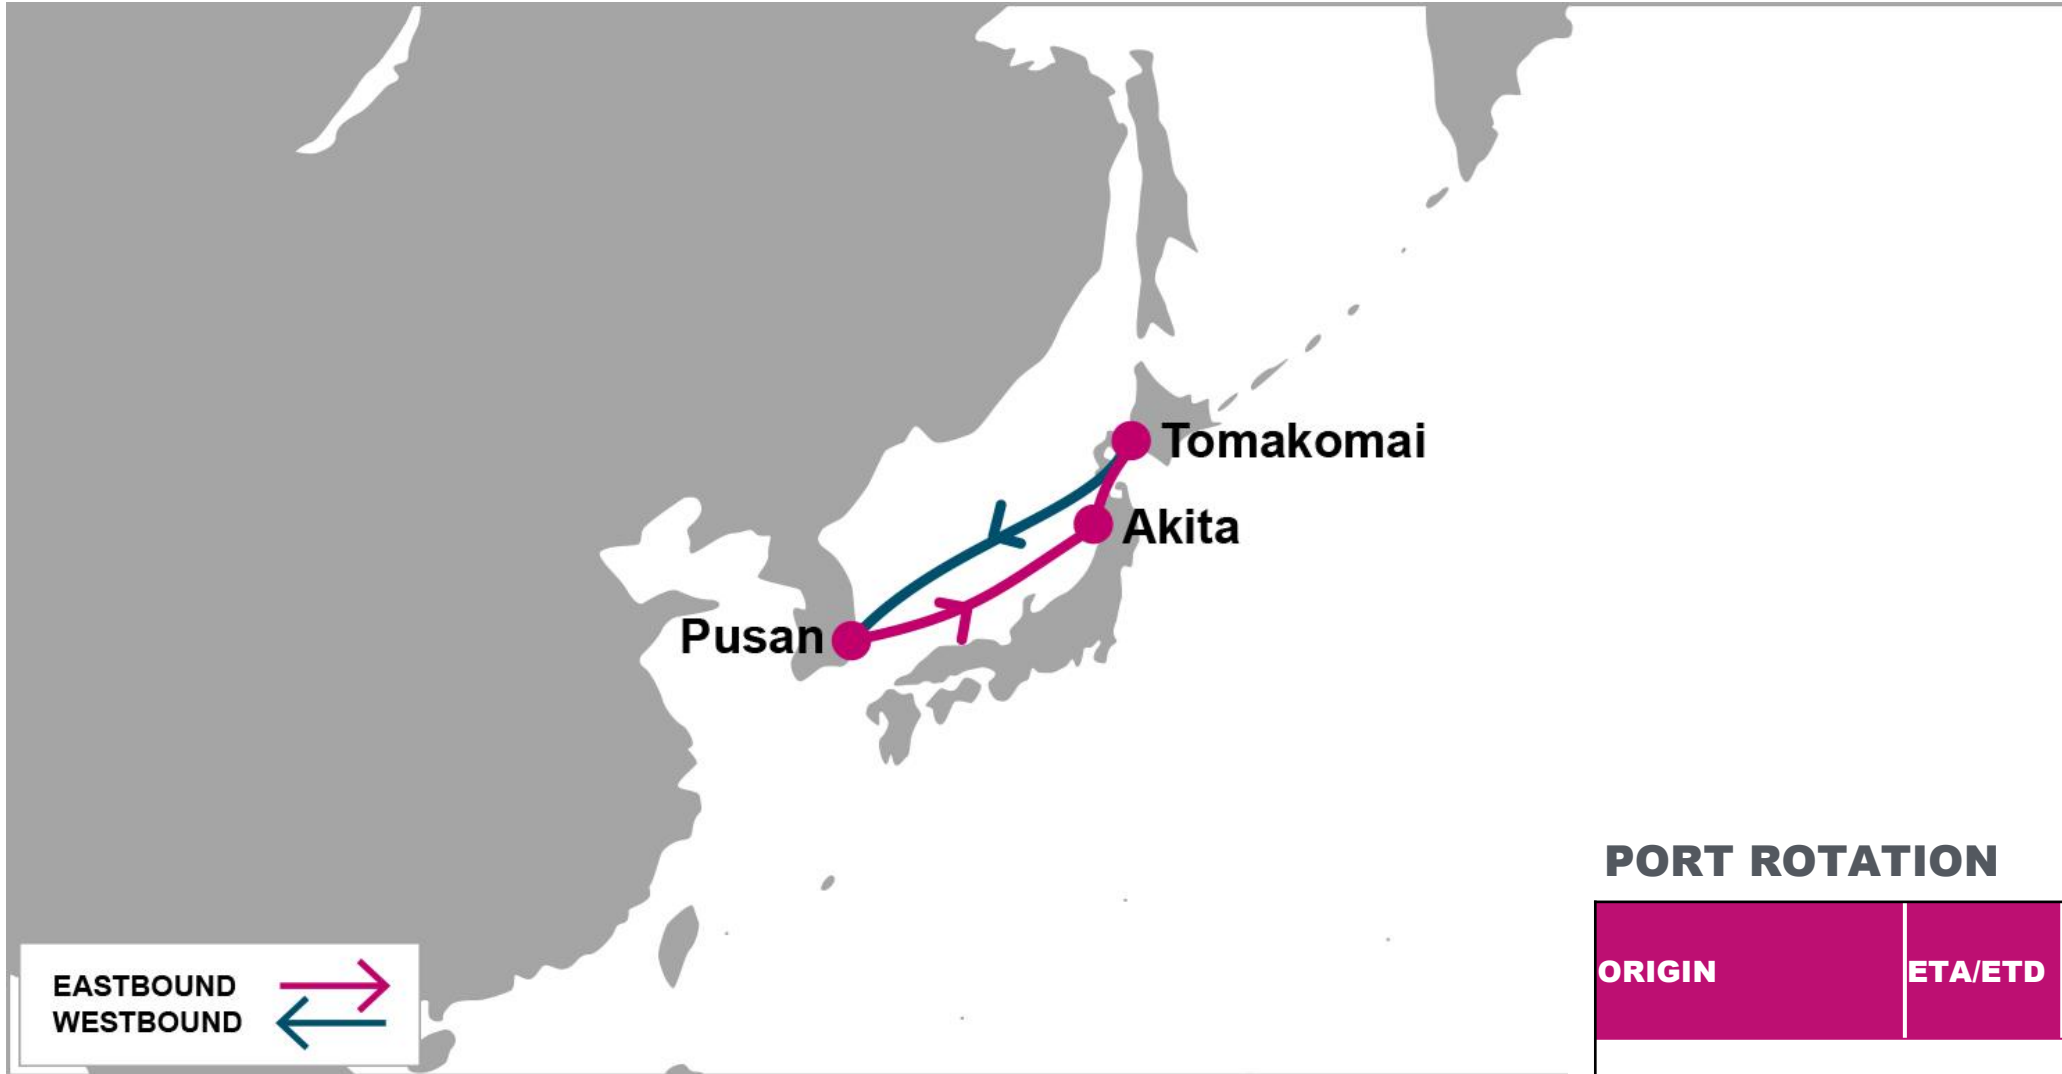 Tomakomai
Akita
Pusan
PORT ROTATION
ORIGIN ETA/ETD
EASTBOUND
WESTBOUND